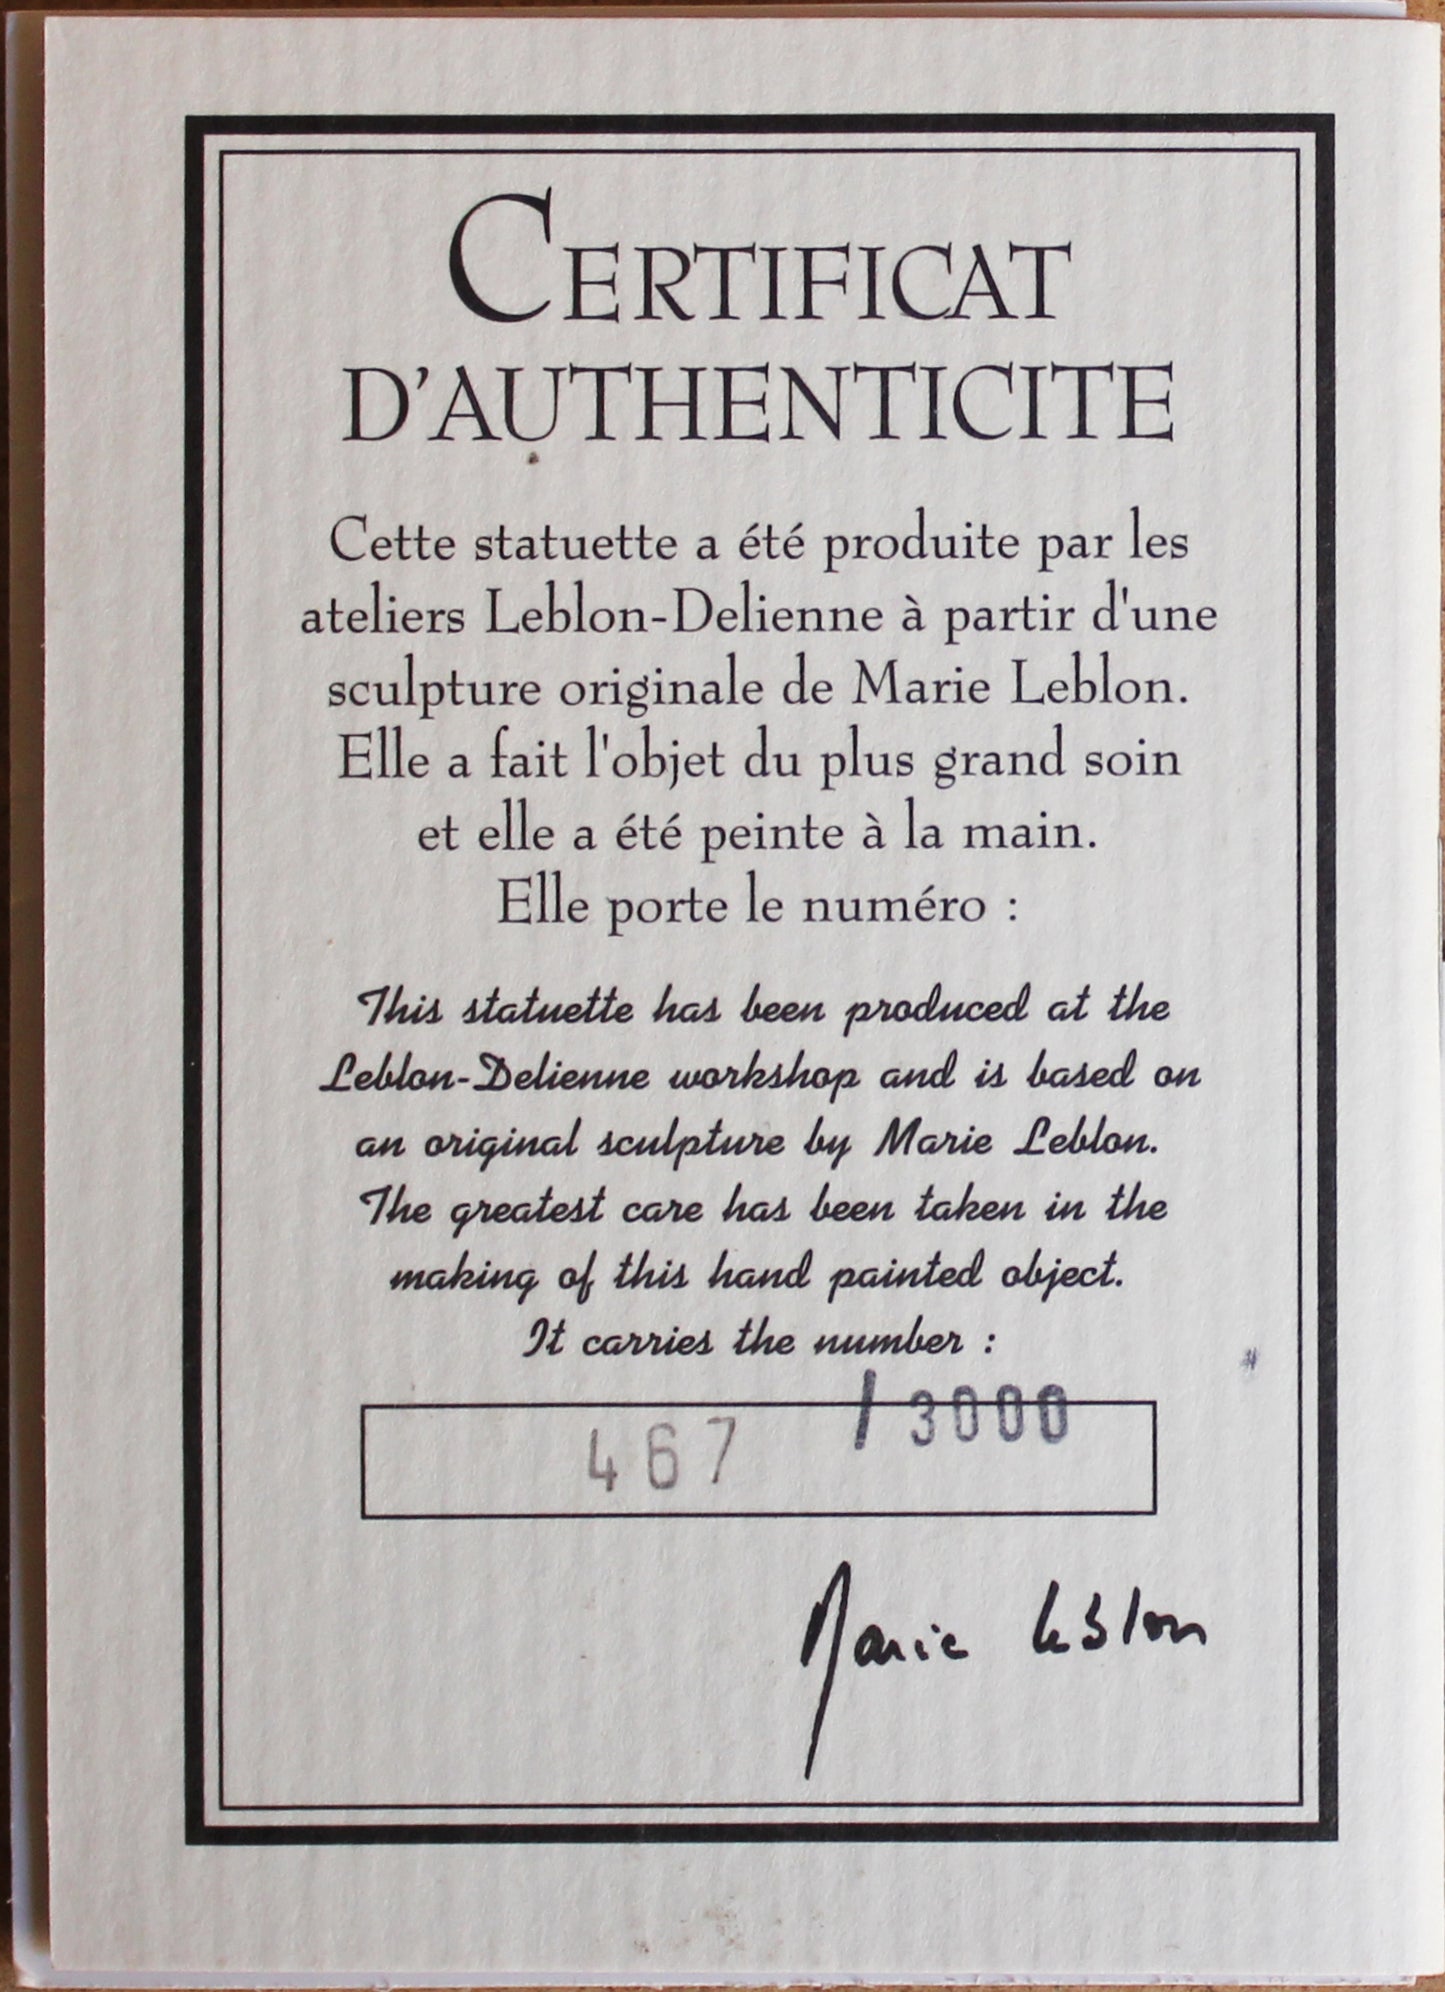 CERTIFICAT
D'AUTHENTICITE
Cette statuette a été produite par les
ateliers Leblon-Delienne à partir d'une
sculpture originale de Marie Leblon.
Elle a fait l'objet du plus grand soin
et elle a été peinte à la main.
Elle porte le numéro :
This statuette has been produced at the
Leblon-Delienne workshop and is based on
an original sculpture by Marie Leblon.
The greatest care has been taken in the
making of this hand painted object.
It carries the number :
467 / 3000
Marie Leblon